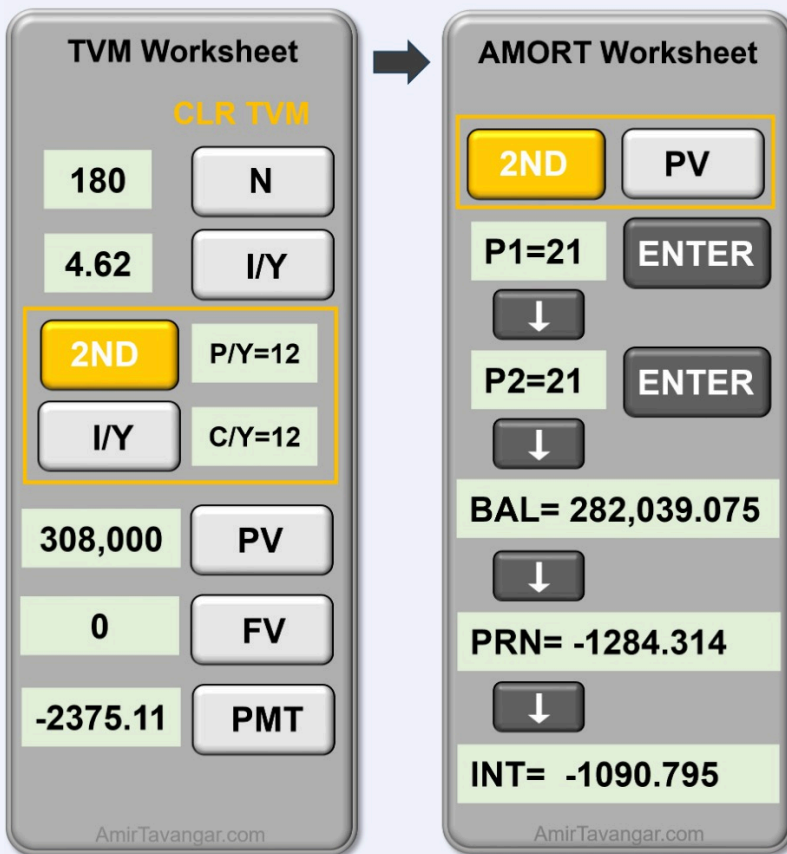 TVM Worksheet
CLR TVM
180 N
4.62 I/Y
2ND P/Y=12
I/Y C/Y=12
308,000 PV
0 FV
-2375.11 PMT
AmirTavangar.com
AMORT Worksheet
2ND PV
P1=21 ENTER
↓
P2=21 ENTER
↓
BAL= 282,039.075
↓
PRN= -1284.314
↓
INT= -1090.795
AmirTavangar.com